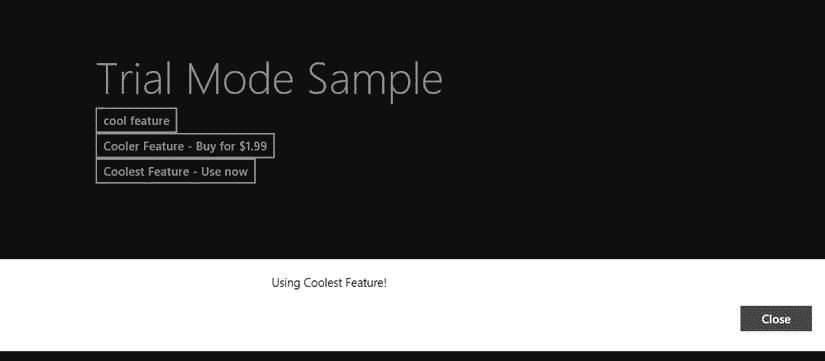 Trial Mode Sample
cool feature
Cooler Feature - Buy for $1.99
Coolest Feature - Use now
Using Coolest Feature!
Close